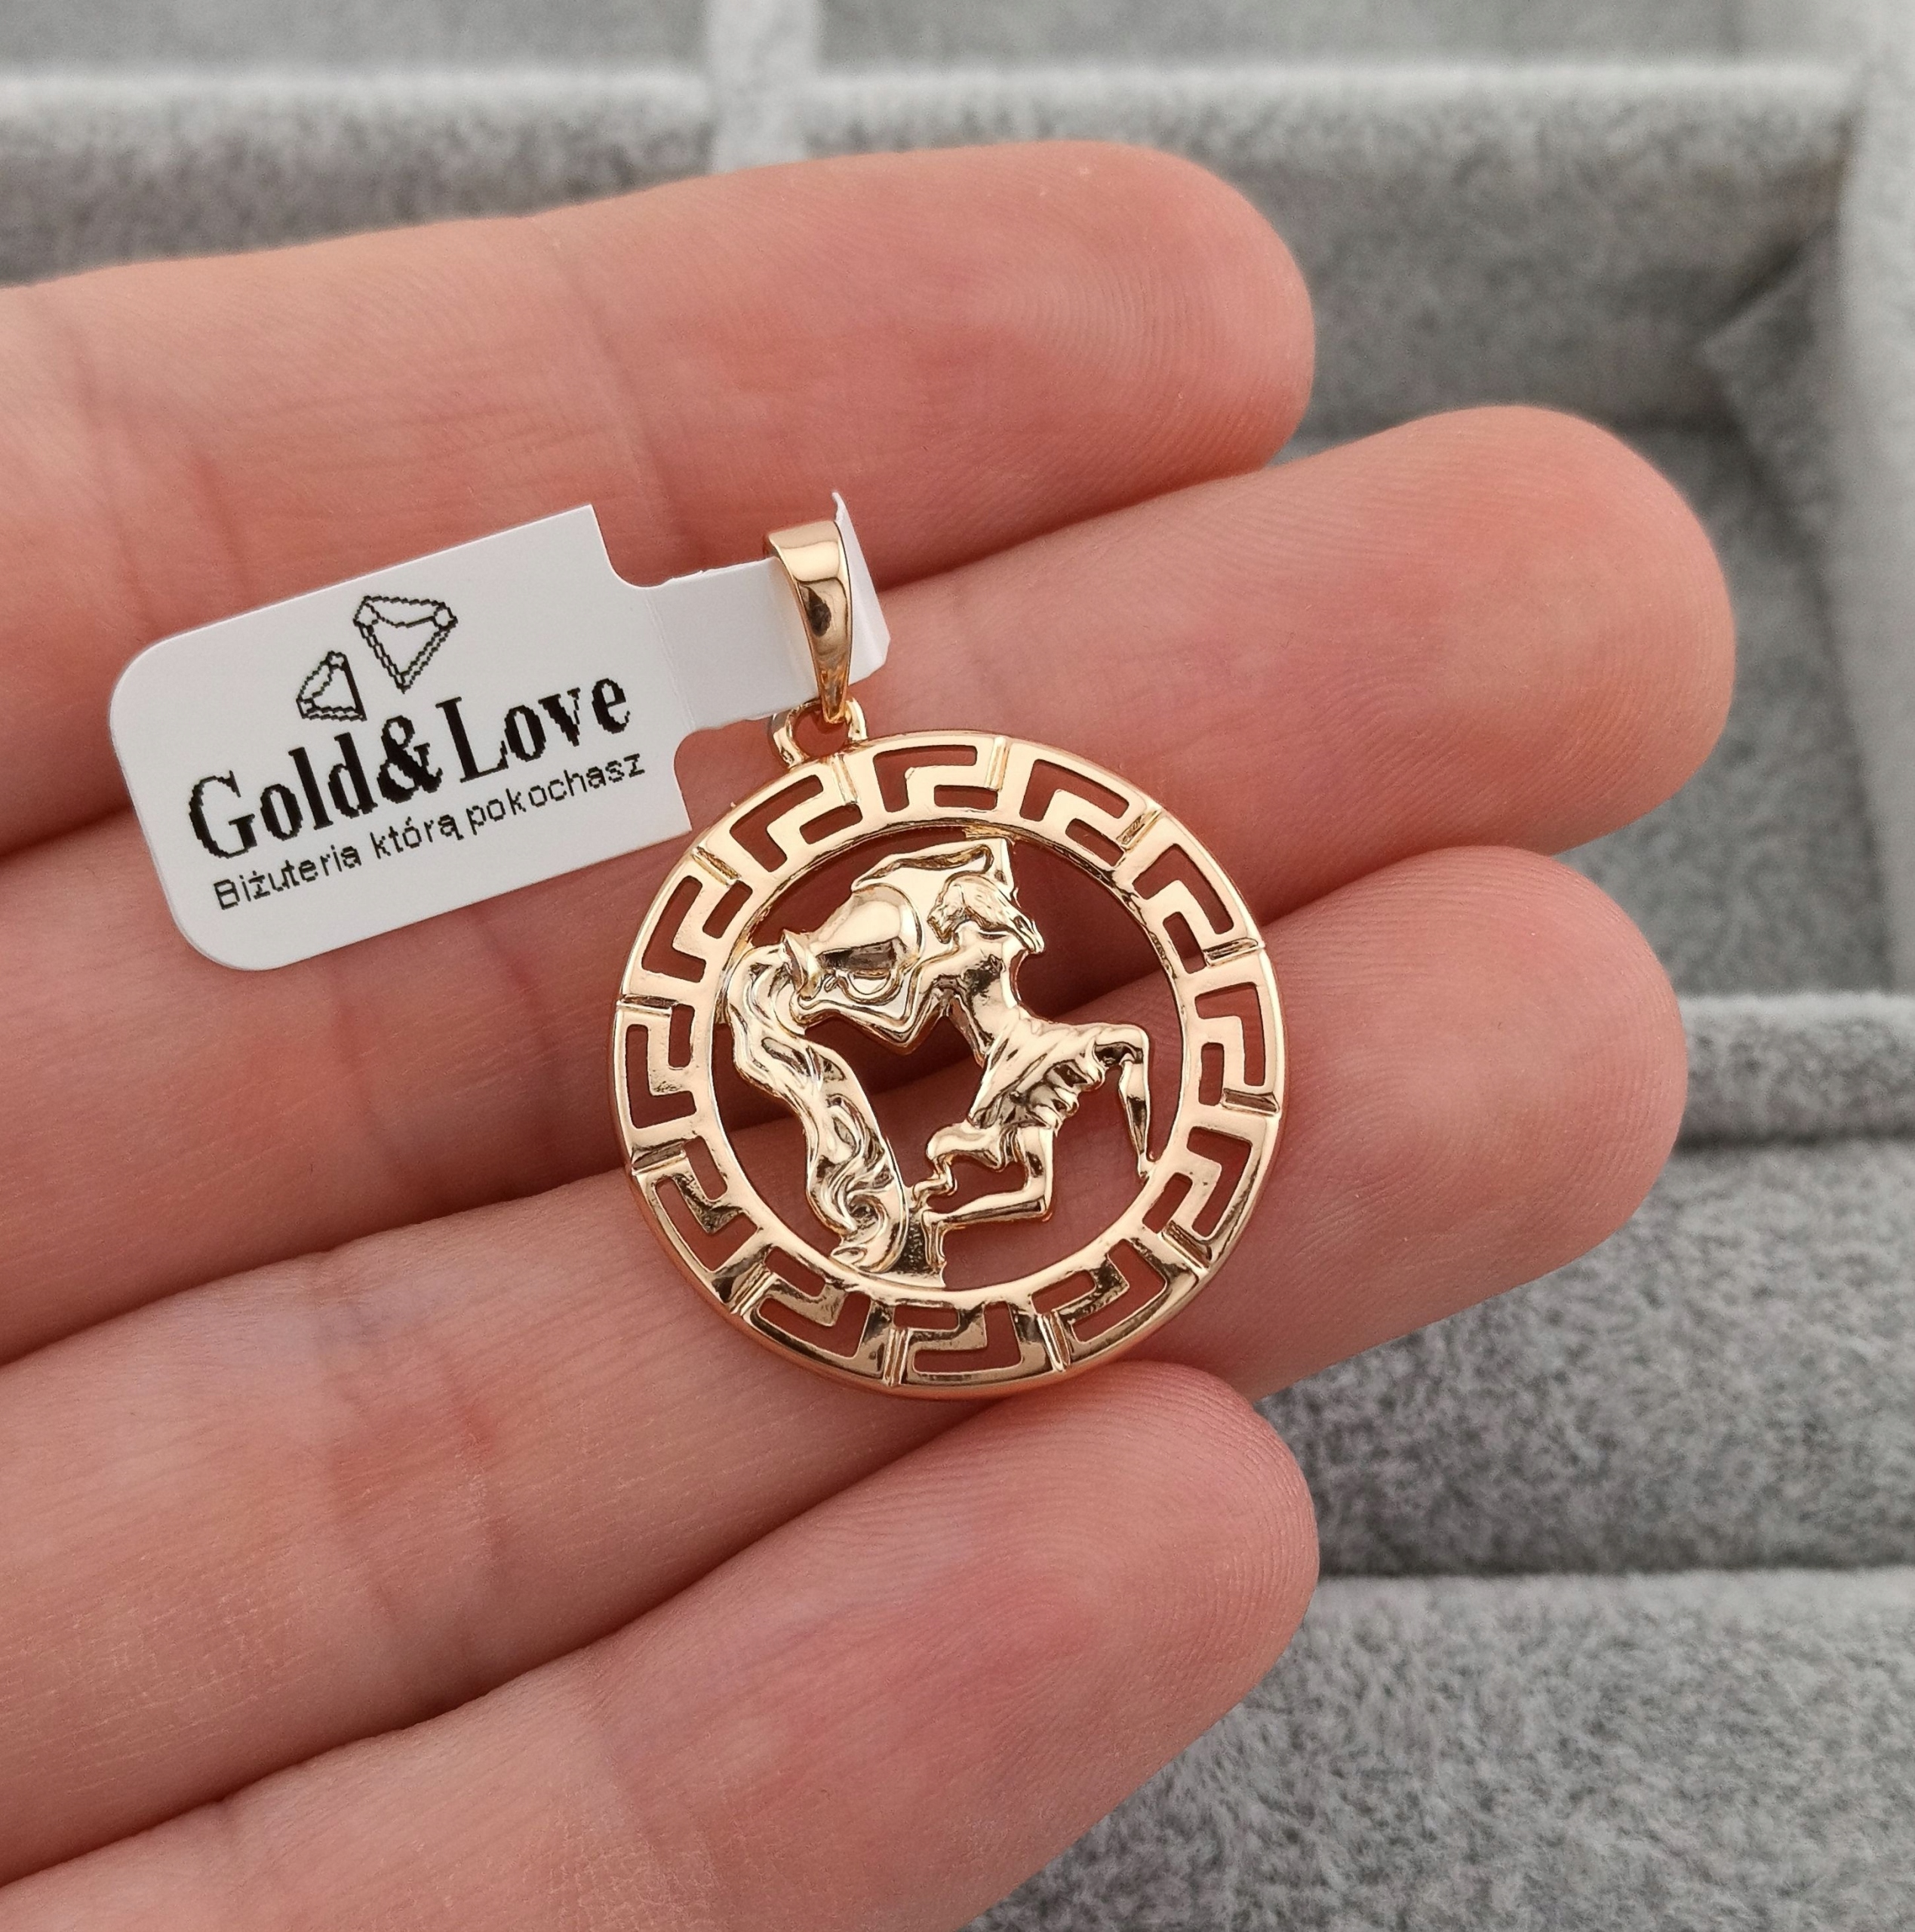 Gold&Love
Biżuteria którą pokochasz